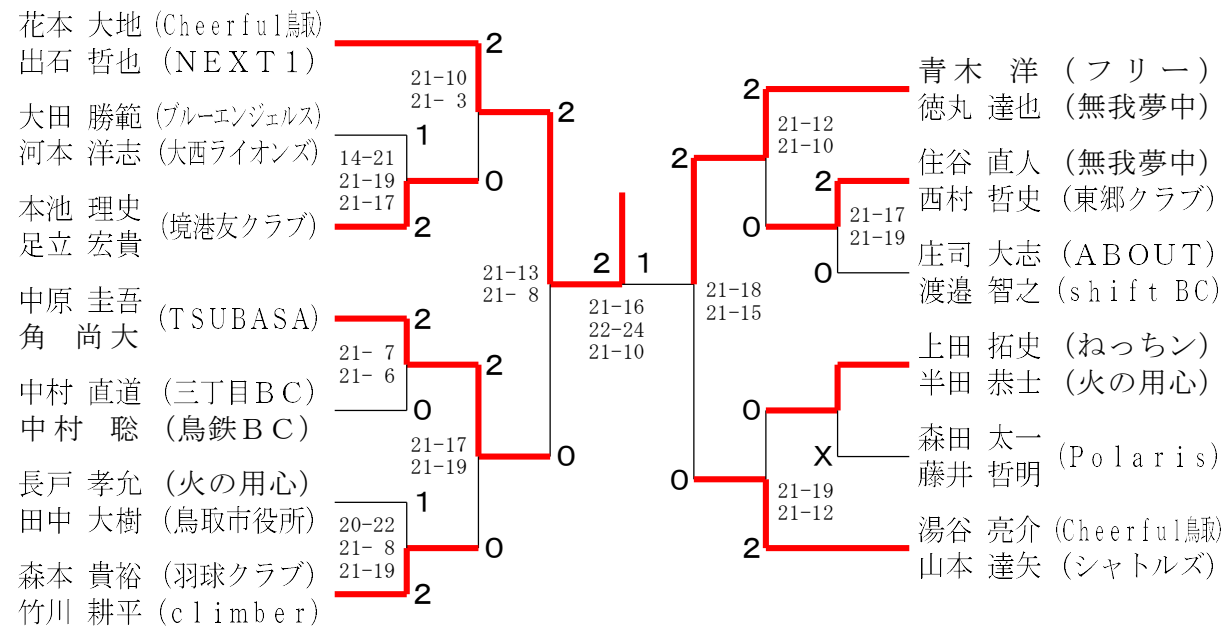 花本 大地 (Cheerful鳥取)
出石 哲也 (NEXT1)
大田 勝範 (ブルーエンジェルス)
河本 洋志 (大西ライオンズ)
本池 理史
足立 宏貴
(境港友クラブ)
中原 圭吾
角 尚大
(TSUBASA)
中村 直道 (三丁目BC)
中村 聡 (鳥鉄BC)
長戸 孝允 (火の用心)
田中 大樹 (鳥取市役所)
森本 貴裕 (羽球クラブ)
竹川 耕平 (climber)
2
21-10
21- 3
1
14-21
21-19
21-17
0
2
2
2
21- 7
21- 6
0
2
21-17
21-19
1
20-22
21- 8
21-19
0
2
21-13
21- 8
0
2 1
21-16
22-24
21-10
2
21-18
21-15
0
2
21-12
21-10
0
2
21-17
21-19
0
0
X
21-19
21-12
2
青木 洋 (フリー)
徳丸 達也 (無我夢中)
住谷 直人 (無我夢中)
西村 哲史 (東郷クラブ)
庄司 大志 (ABOUT)
渡邉 智之 (shift BC)
上田 拓史 (ねっちン)
半田 恭士 (火の用心)
森田 太一
藤井 哲明
(Polaris)
湯谷 亮介 (Cheerful鳥取)
山本 達矢 (シャトルズ)